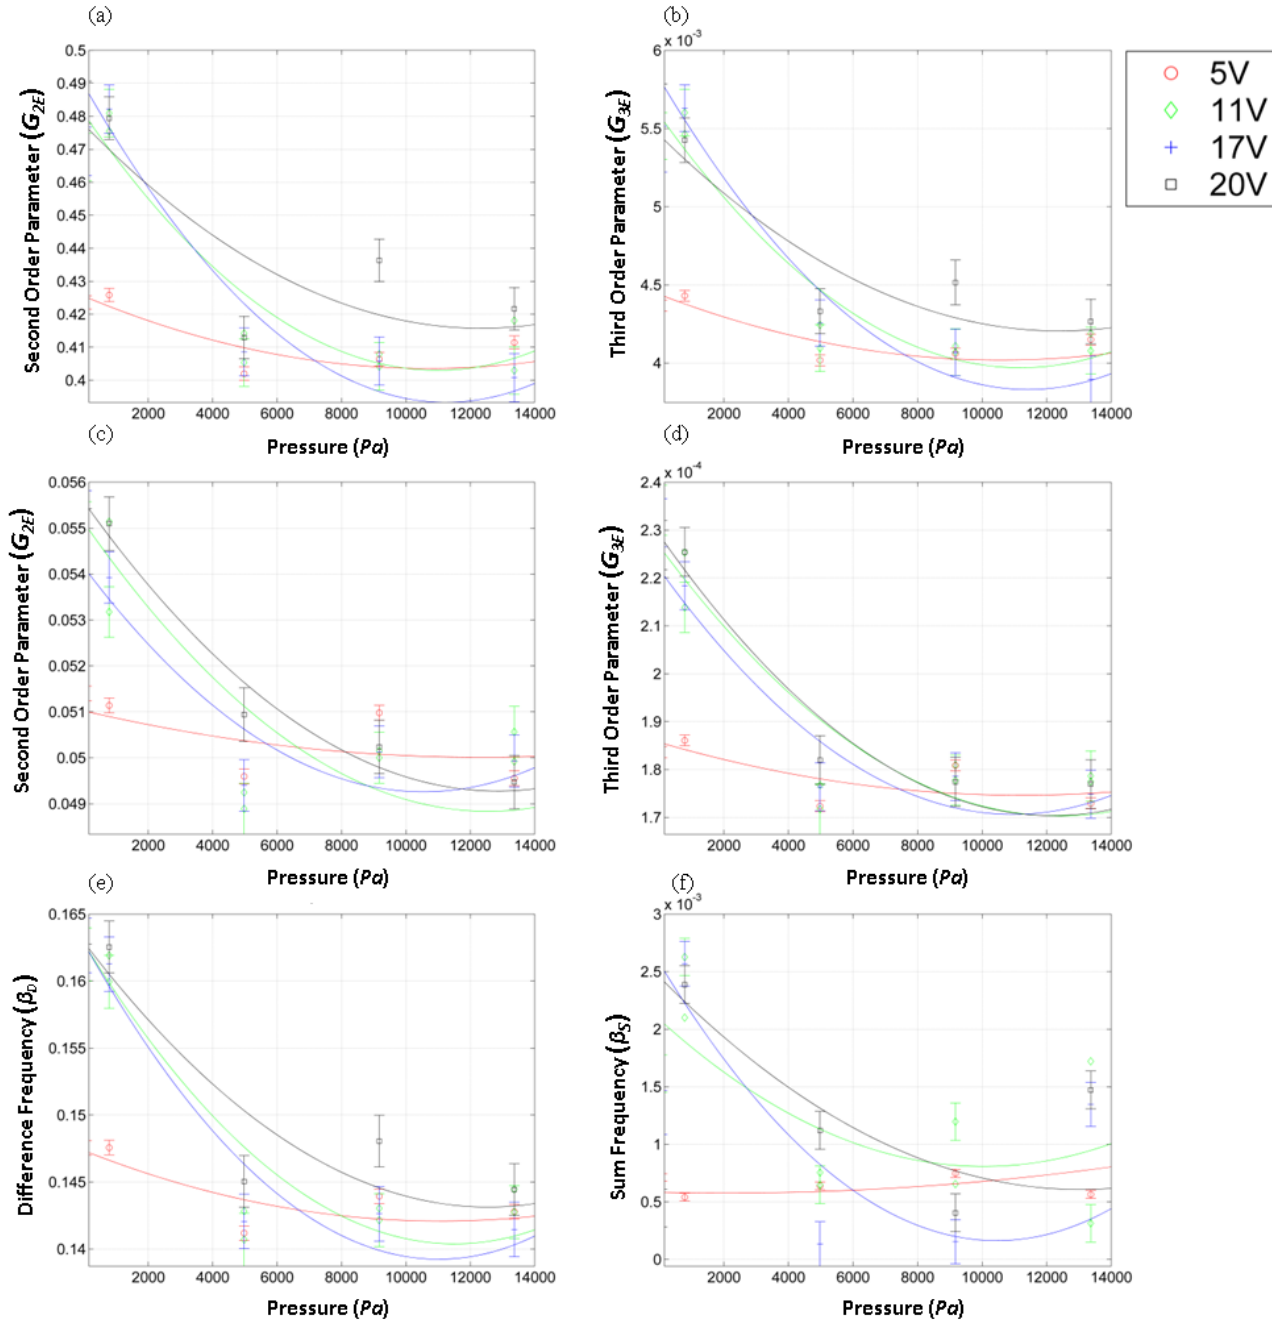 (a)
0.5
0.49
0.48
0.47
0.46
0.45
0.44
0.43
0.42
0.41
0.4
Second Order Parameter (G2E)
2000 4000 6000 8000 10000 12000 14000
Pressure (Pa)
(b)
x 10-3
6
5.5
5
4.5
4
Third Order Parameter (G3E)
2000 4000 6000 8000 10000 12000 14000
Pressure (Pa)
5V
11V
17V
20V
(c)
0.056
0.055
0.054
0.053
0.052
0.051
0.05
0.049
Second Order Parameter (G2E)
2000 4000 6000 8000 10000 12000 14000
Pressure (Pa)
(d)
x 10-4
2.4
2.3
2.2
2.1
2
1.9
1.8
1.7
Third Order Parameter (G3E)
2000 4000 6000 8000 10000 12000 14000
Pressure (Pa)
(e)
0.165
0.16
0.155
0.15
0.145
0.14
Difference Frequency (βD)
2000 4000 6000 8000 10000 12000 14000
Pressure (Pa)
(f)
x 10-3
3
2.5
2
1.5
1
0.5
0
Sum Frequency (βS)
2000 4000 6000 8000 10000 12000 14000
Pressure (Pa)